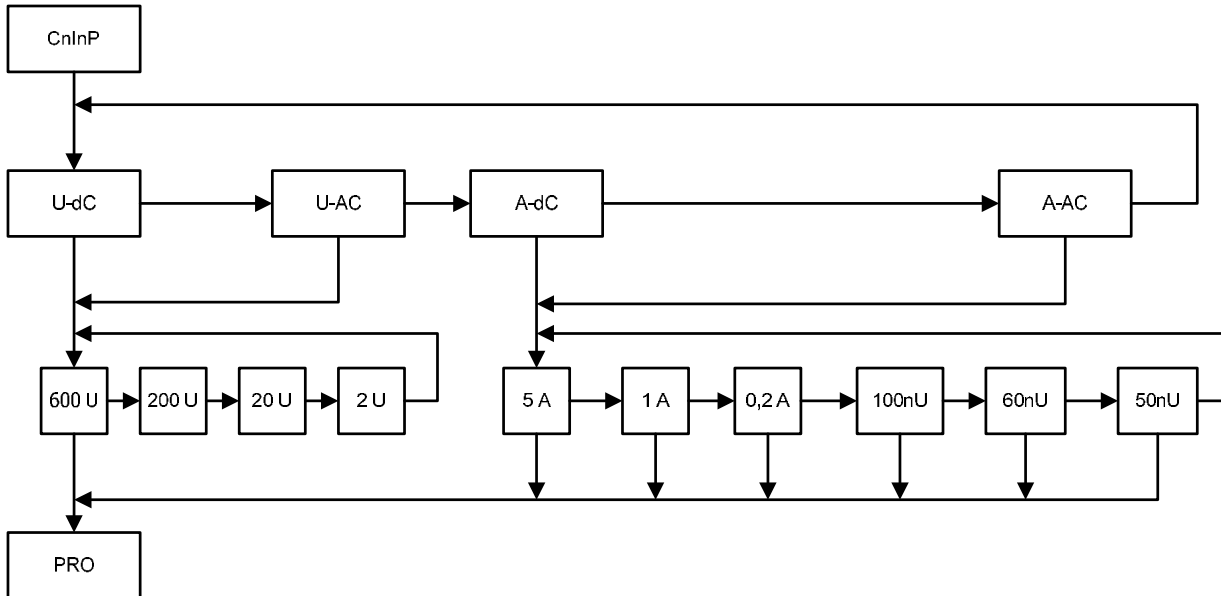 CnInP
U-dC
U-AC
A-dC
A-AC
600 U
200 U
20 U
2 U
5 A
1 A
0,2 A
100nU
60nU
50nU
PRO